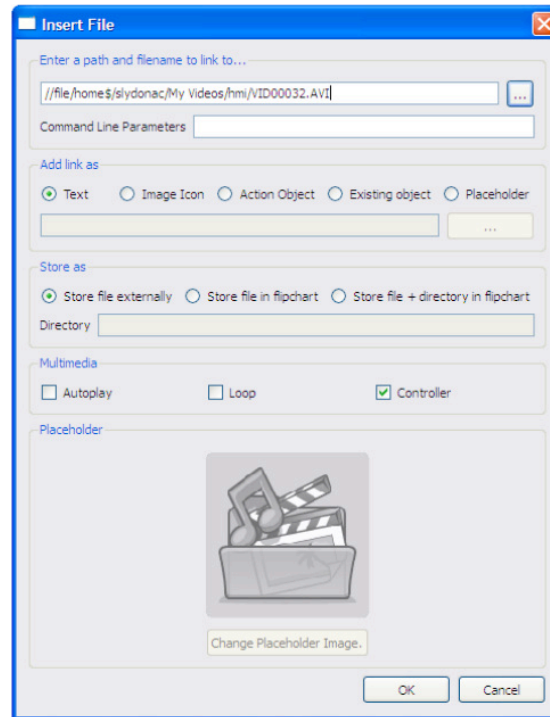 Insert File
Enter a path and filename to link to...
//file/home$/slydonac/My Videos/hmi/VID00032.AVI ...
Command Line Parameters
Add link as
Text Image Icon Action Object Existing object Placeholder
...
Store as
Store file externally Store file in flipchart Store file + directory in flipchart
Directory
Multimedia
Autoplay Loop Controller
Placeholder
Change Placeholder Image.
OK Cancel